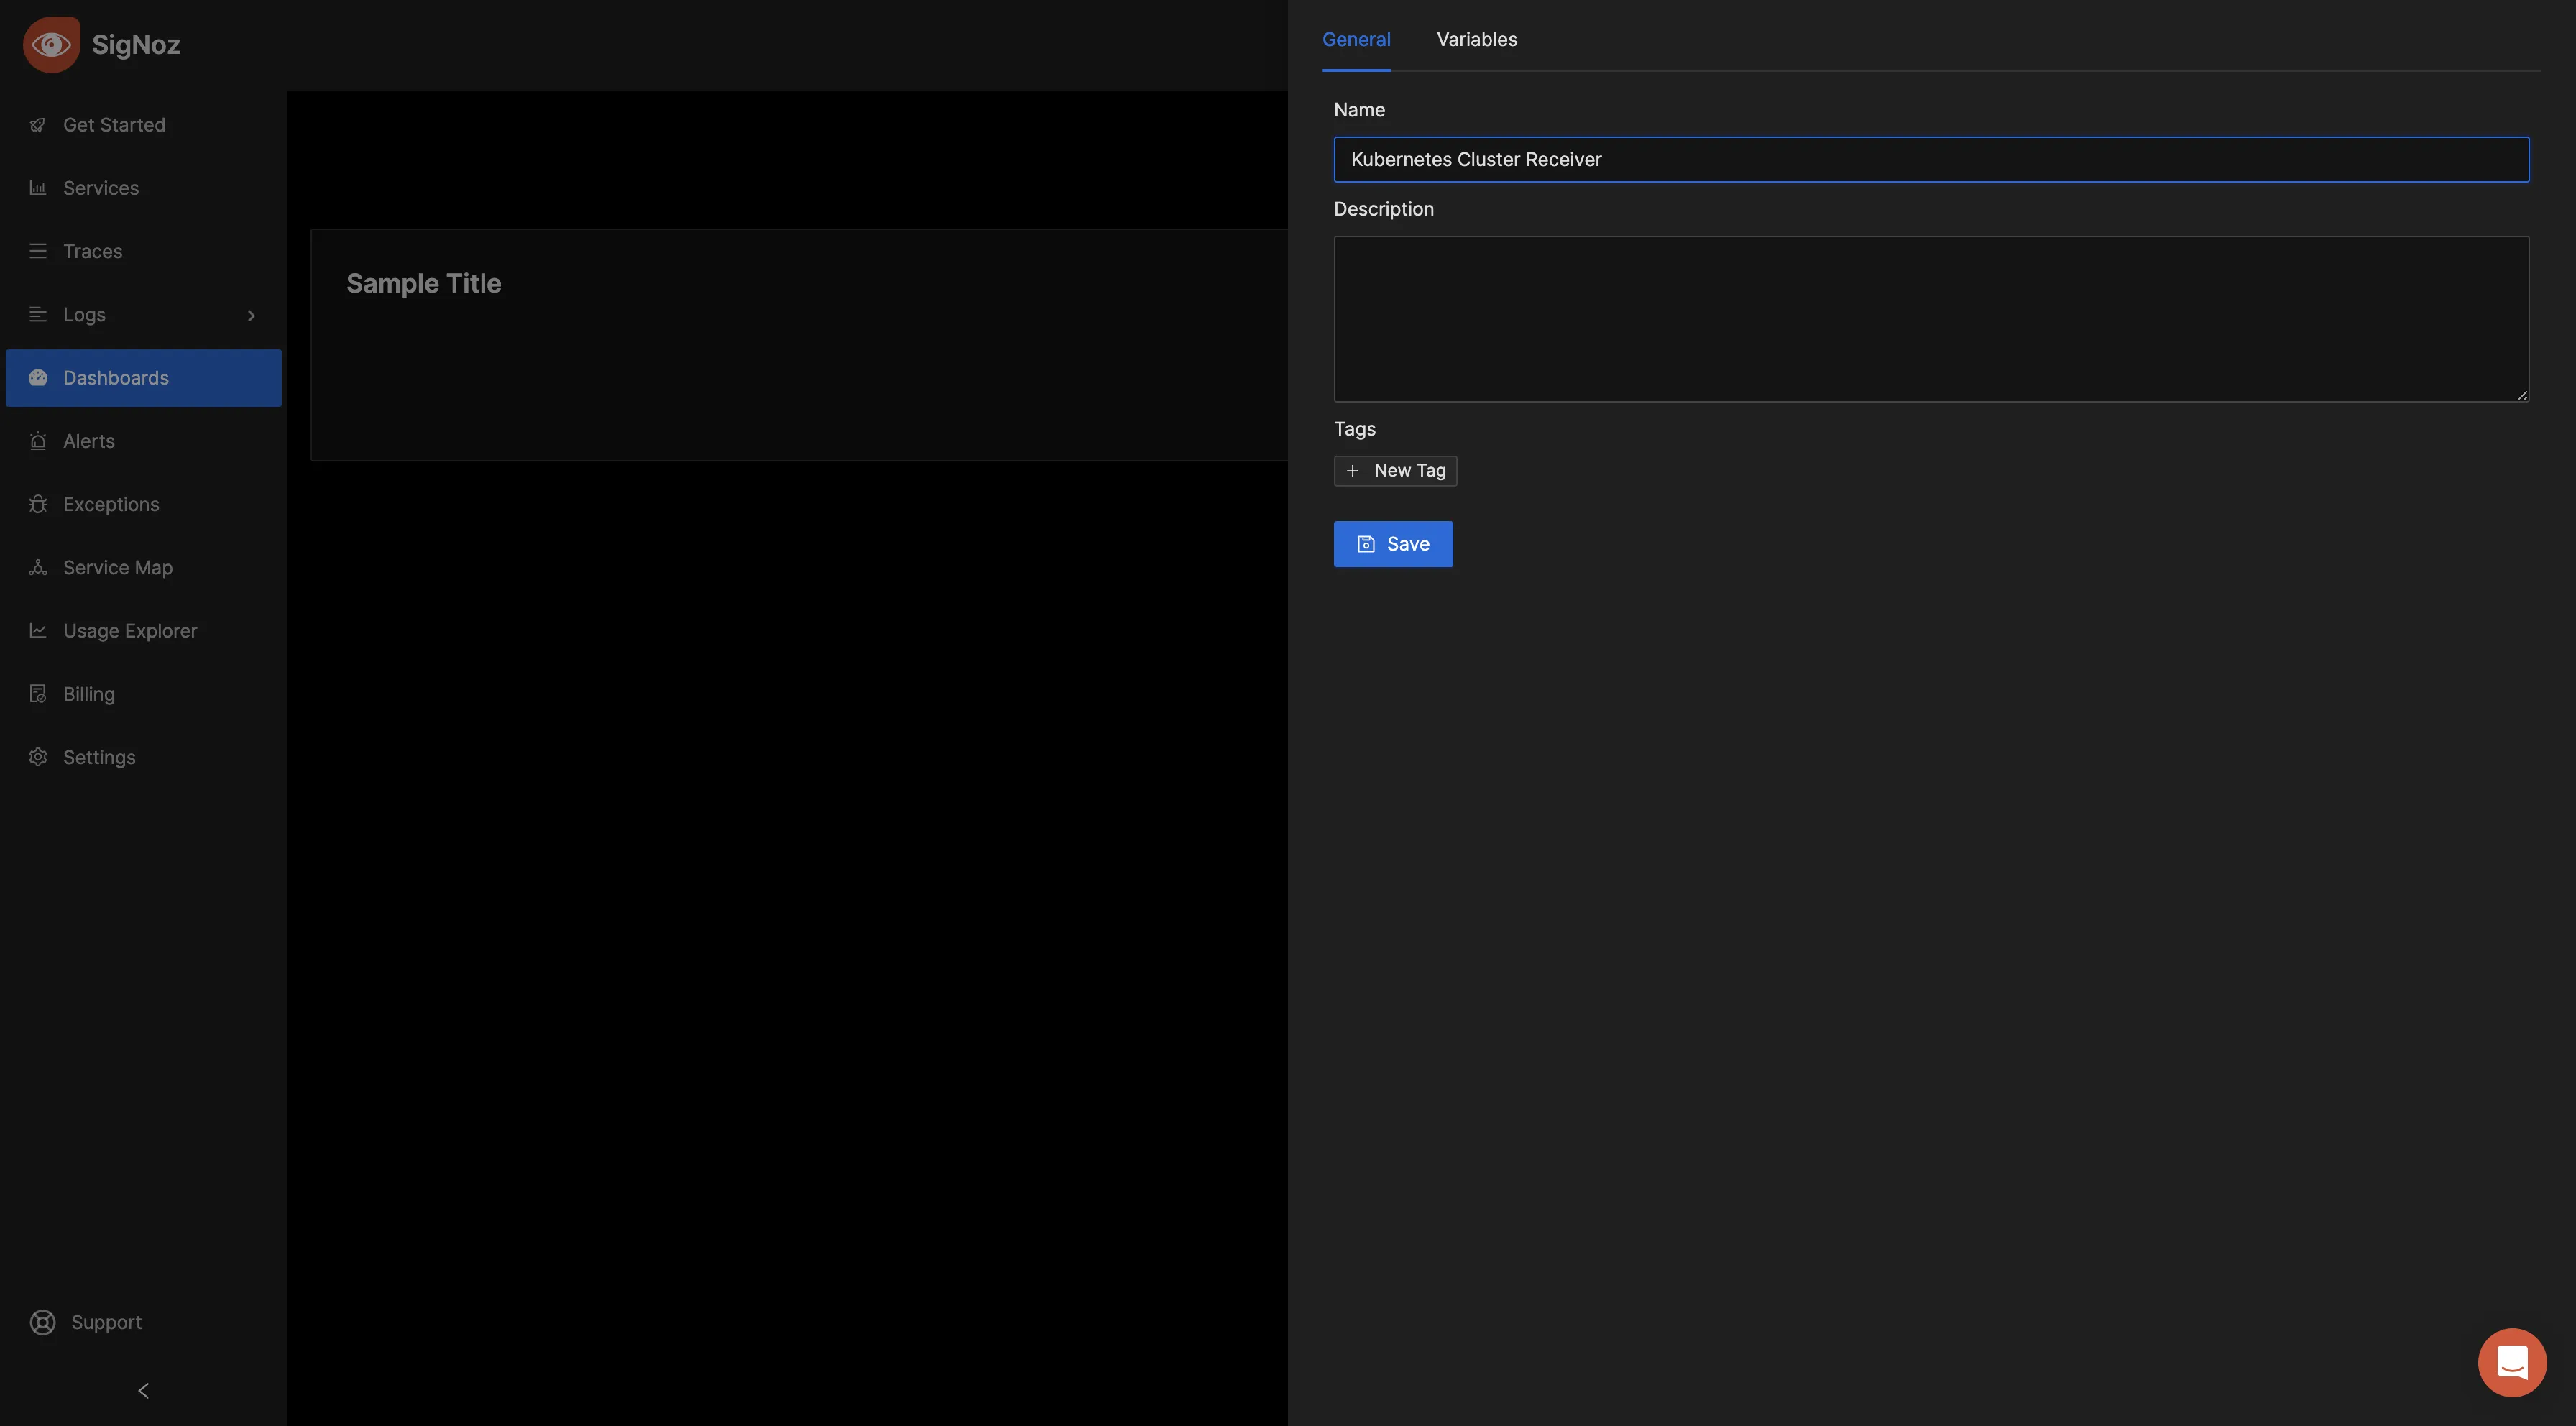 SigNoz
Get Started
Services
Traces
Logs
Dashboards
Alerts
Exceptions
Service Map
Usage Explorer
Billing
Settings
Support
Sample Title
General
Variables
Name
Kubernetes Cluster Receiver
Description
Tags
New Tag
Save